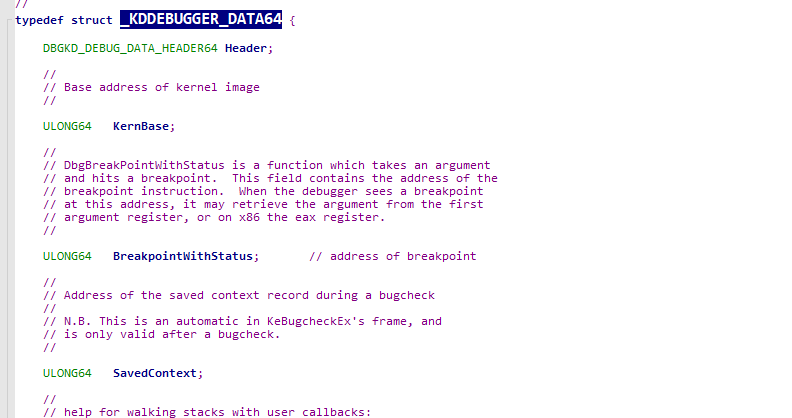 //
typedef struct _KDDEBUGGER_DATA64 {
DBGKD_DEBUG_DATA_HEADER64 Header;
//
// Base address of kernel image
//
ULONG64 KernBase;
//
// DbgBreakPointWithStatus is a function which takes an argument
// and hits a breakpoint. This field contains the address of the
// breakpoint instruction. When the debugger sees a breakpoint
// at this address, it may retrieve the argument from the first
// argument register, or on x86 the eax register.
//
ULONG64 BreakpointWithStatus; // address of breakpoint
//
// Address of the saved context record during a bugcheck
//
// N.B. This is an automatic in KeBugcheckEx's frame, and
// is only valid after a bugcheck.
//
ULONG64 SavedContext;
//
// help for walking stacks with user callbacks: